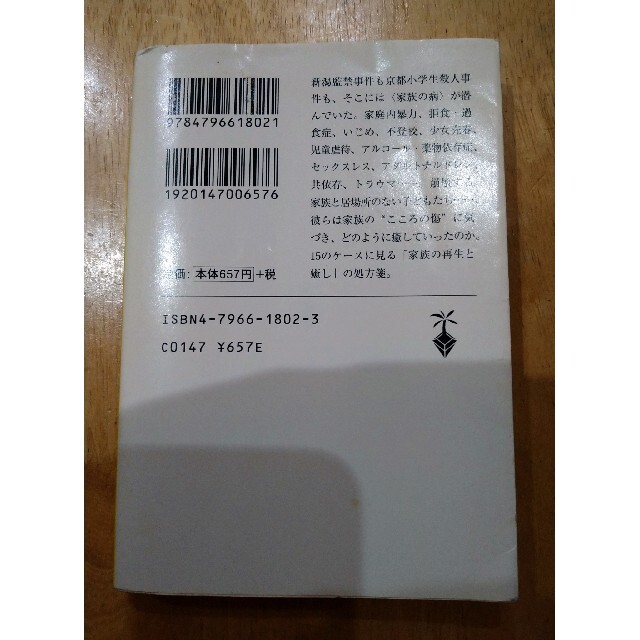 9784796618021
1920147006576
定価: 本体657円 +税
ISBN4-7966-1802-3
C0147 ¥657E
新潟監禁事件も京都小学生殺人事
件も、そこには〈家族の病〉が潜
んでいた。家庭内暴力、拒食・過
食症、いじめ、不登校、少女売春、
児童虐待、アルコール・薬物依存症、
セックスレス、アダルトチルドレン、
共依存、トラウマ
家族と居場所のない子どもたち
彼らは家族の“こころの傷”に気
づき、どのように癒していったのか。
15のケースに見る「家族の再生と
癒し」の処方箋。